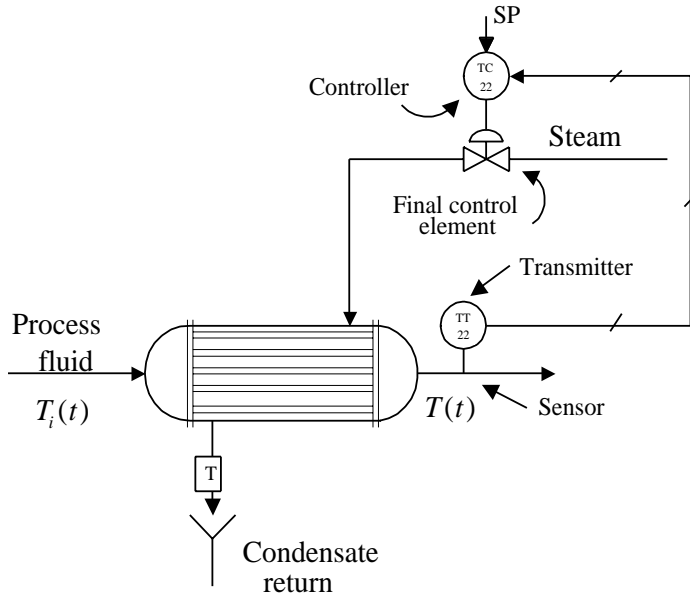 SP
TC
22
Controller
Steam
Final control
element
Transmitter
TT
22
Process
fluid
T_i(t)
T(t)
Sensor
T
Condensate
return